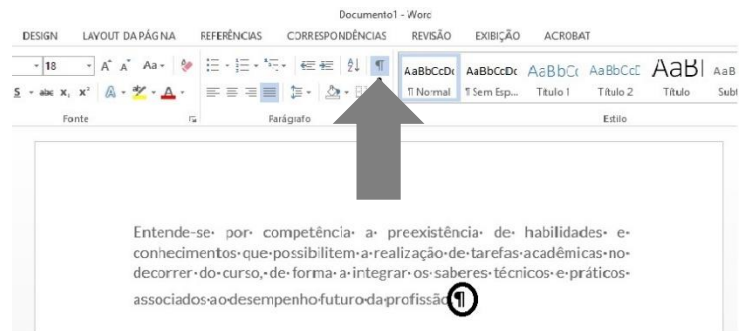 Documento1 - Word
DESIGN LAYOUT DA PÁGINA REFERÊNCIAS CORRESPONDÊNCIAS REVISÃO EXIBIÇÃO ACROBAT
18 A A Aa
S abc X, X² A A
AaBbCcDc AaBbCcDc AaBbCc AaBbCcC AaBl AaB
¶ Normal ¶ Sem Esp... Título 1 Título 2 Título Subt
Fonte Parágrafo Estilo
Entende-se· por· competência· a· preexistência· de· habilidades· e·
conhecimentos·que·possibilitem·a·realização·de·tarefas·acadêmicas·no·
decorrer·do·curso,·de·forma·a·integrar·os·saberes·técnicos·e·práticos·
associados·ao·desempenho·futuro·da·profissão ¶